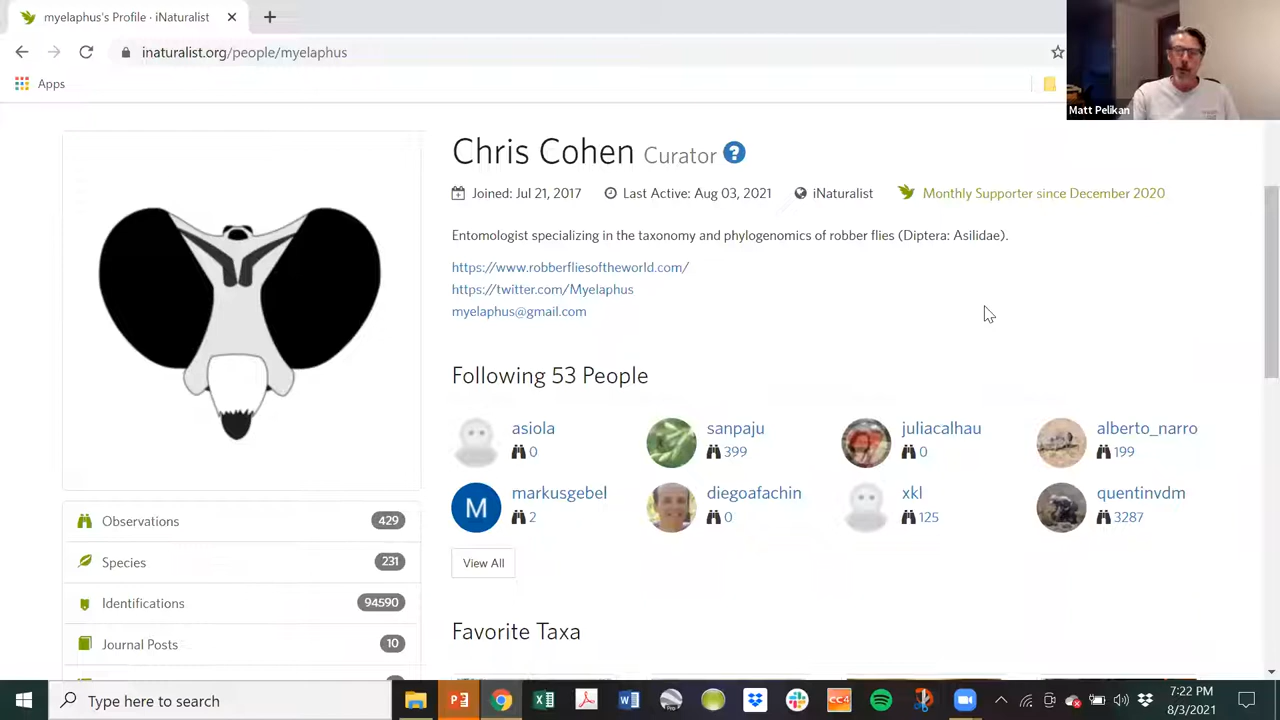 myelaphus's Profile · iNaturalist
inaturalist.org/people/myelaphus
Apps
Matt Pelikan
Chris Cohen Curator ?
Joined: Jul 21, 2017 Last Active: Aug 03, 2021 iNaturalist Monthly Supporter since December 2020
Entomologist specializing in the taxonomy and phylogenomics of robber flies (Diptera: Asilidae).
https://www.robberfliesoftheworld.com/
https://twitter.com/Myelaphus
myelaphus@gmail.com
Following 53 People
asiola sanpaju juliacalhau alberto_narro
0 399 0 199
M markusgebel diegoafachin xkl quentinvdm
2 0 125 3287
View All
Observations 429
Species 231
Identifications 94590
Journal Posts 10
Favorite Taxa
Type here to search
Pro
CC4
7:22 PM
8/3/2021